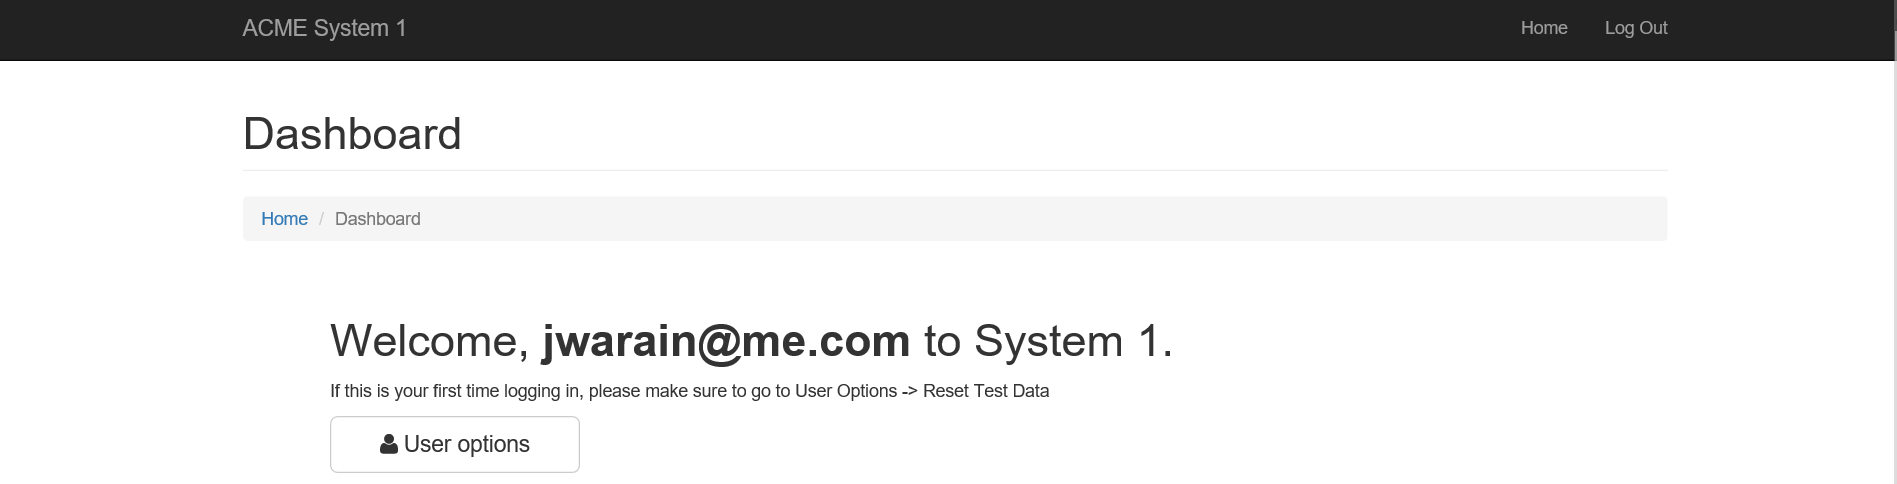 ACME System 1
Home
Log Out
Dashboard
Home / Dashboard
Welcome, jwarain@me.com to System 1.
If this is your first time logging in, please make sure to go to User Options -> Reset Test Data
User options